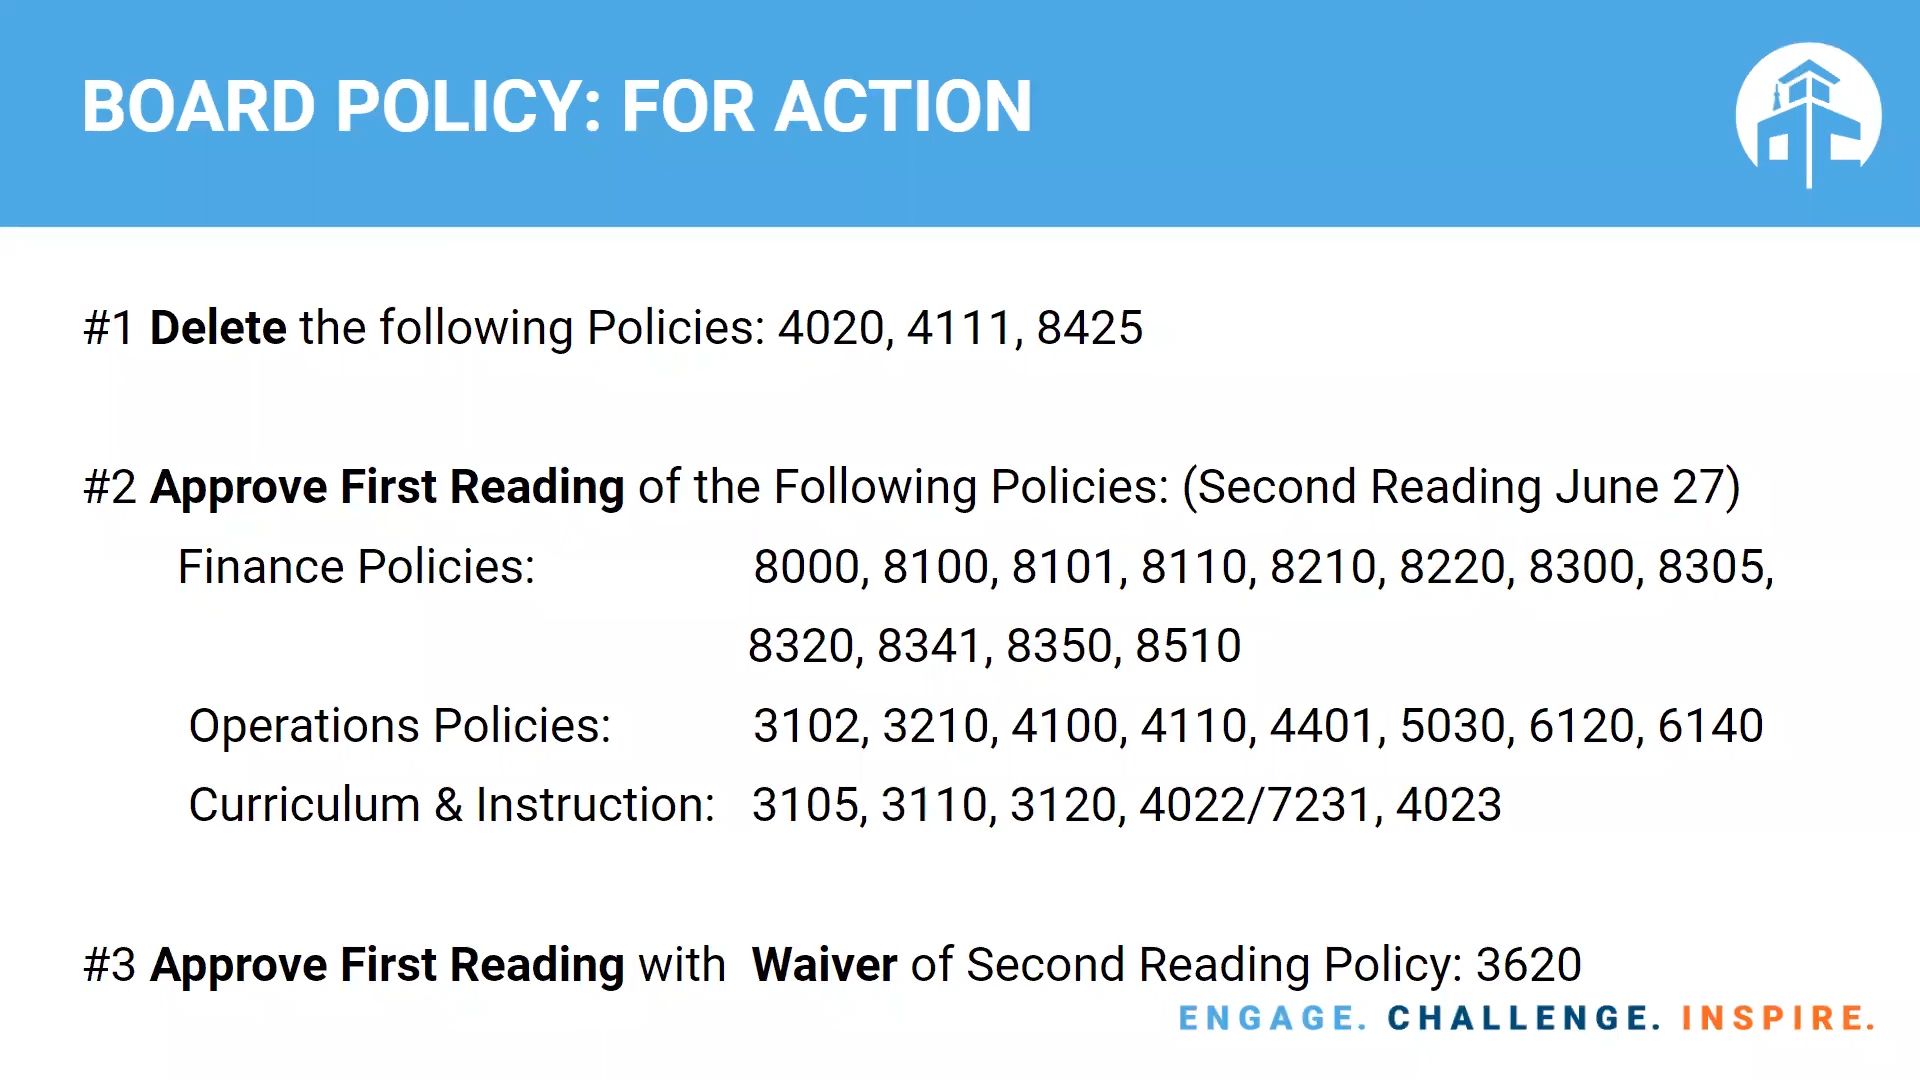 BOARD POLICY: FOR ACTION
#1 Delete the following Policies: 4020, 4111, 8425
#2 Approve First Reading of the Following Policies: (Second Reading June 27)
Finance Policies: 8000, 8100, 8101, 8110, 8210, 8220, 8300, 8305,
8320, 8341, 8350, 8510
Operations Policies: 3102, 3210, 4100, 4110, 4401, 5030, 6120, 6140
Curriculum & Instruction: 3105, 3110, 3120, 4022/7231, 4023
#3 Approve First Reading with Waiver of Second Reading Policy: 3620
ENGAGE. CHALLENGE. INSPIRE.